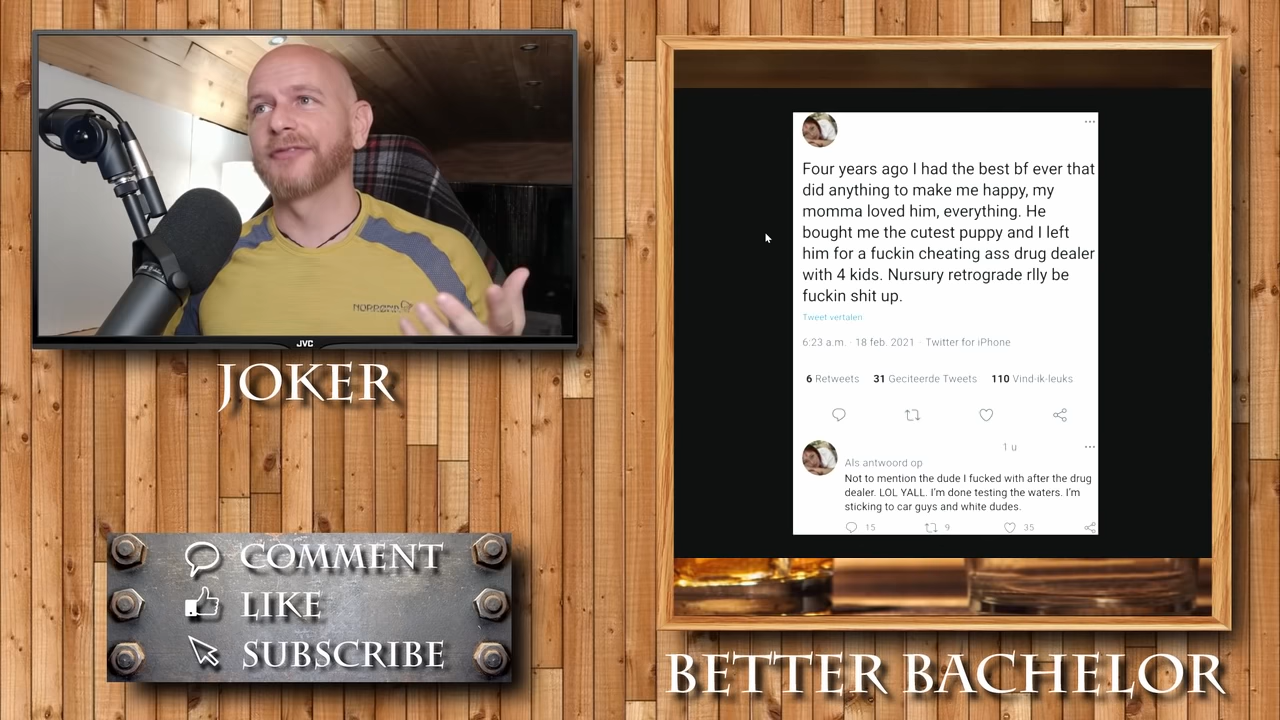 NORRØNA
JVC
JOKER
COMMENT
LIKE
SUBSCRIBE
Four years ago I had the best bf ever that
did anything to make me happy, my
momma loved him, everything. He
bought me the cutest puppy and I left
him for a fuckin cheating ass drug dealer
with 4 kids. Nursury retrograde rlly be
fuckin shit up.
Tweet vertalen
6:23 a.m. · 18 feb. 2021 · Twitter for iPhone
6 Retweets 31 Geciteerde Tweets 110 Vind-ik-leuks
1 u
Als antwoord op
Not to mention the dude I fucked with after the drug
dealer. LOL YALL. I'm done testing the waters. I'm
sticking to car guys and white dudes.
15 9 35
BETTER BACHELOR